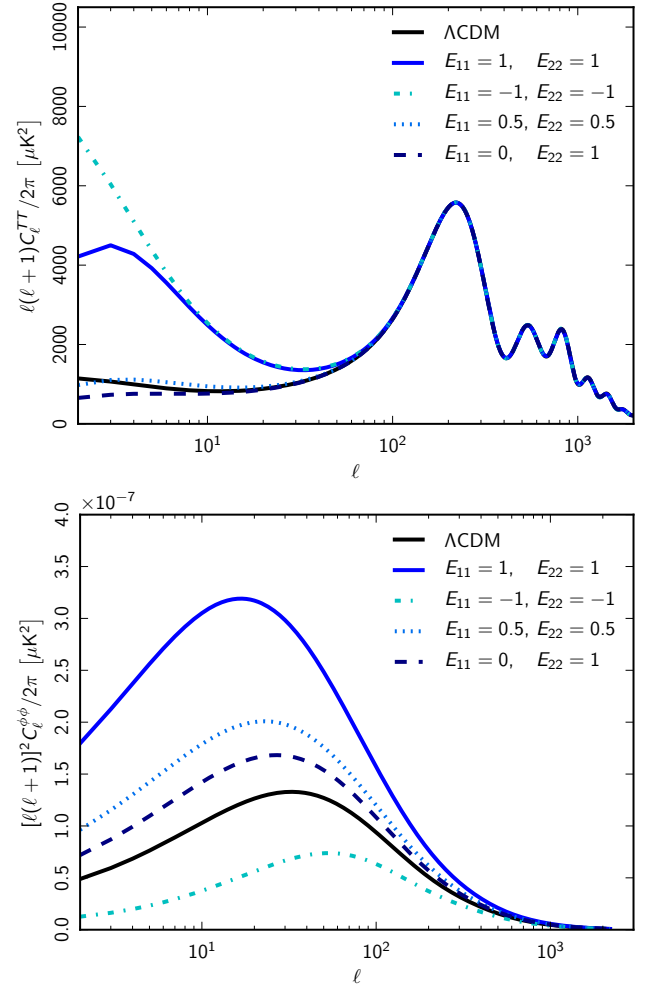 10000
8000
6000
4000
2000
0
ℓ(ℓ + 1)C_ℓ^{TT}/2π [μK²]
ΛCDM
E₁₁ = 1, E₂₂ = 1
E₁₁ = −1, E₂₂ = −1
E₁₁ = 0.5, E₂₂ = 0.5
E₁₁ = 0, E₂₂ = 1
10¹ 10² 10³
ℓ
×10⁻⁷
4.0
3.5
3.0
2.5
2.0
1.5
1.0
0.5
0.0
[ℓ(ℓ + 1)]²C_ℓ^{ϕϕ}/2π [μK²]
ΛCDM
E₁₁ = 1, E₂₂ = 1
E₁₁ = −1, E₂₂ = −1
E₁₁ = 0.5, E₂₂ = 0.5
E₁₁ = 0, E₂₂ = 1
10¹ 10² 10³
ℓ